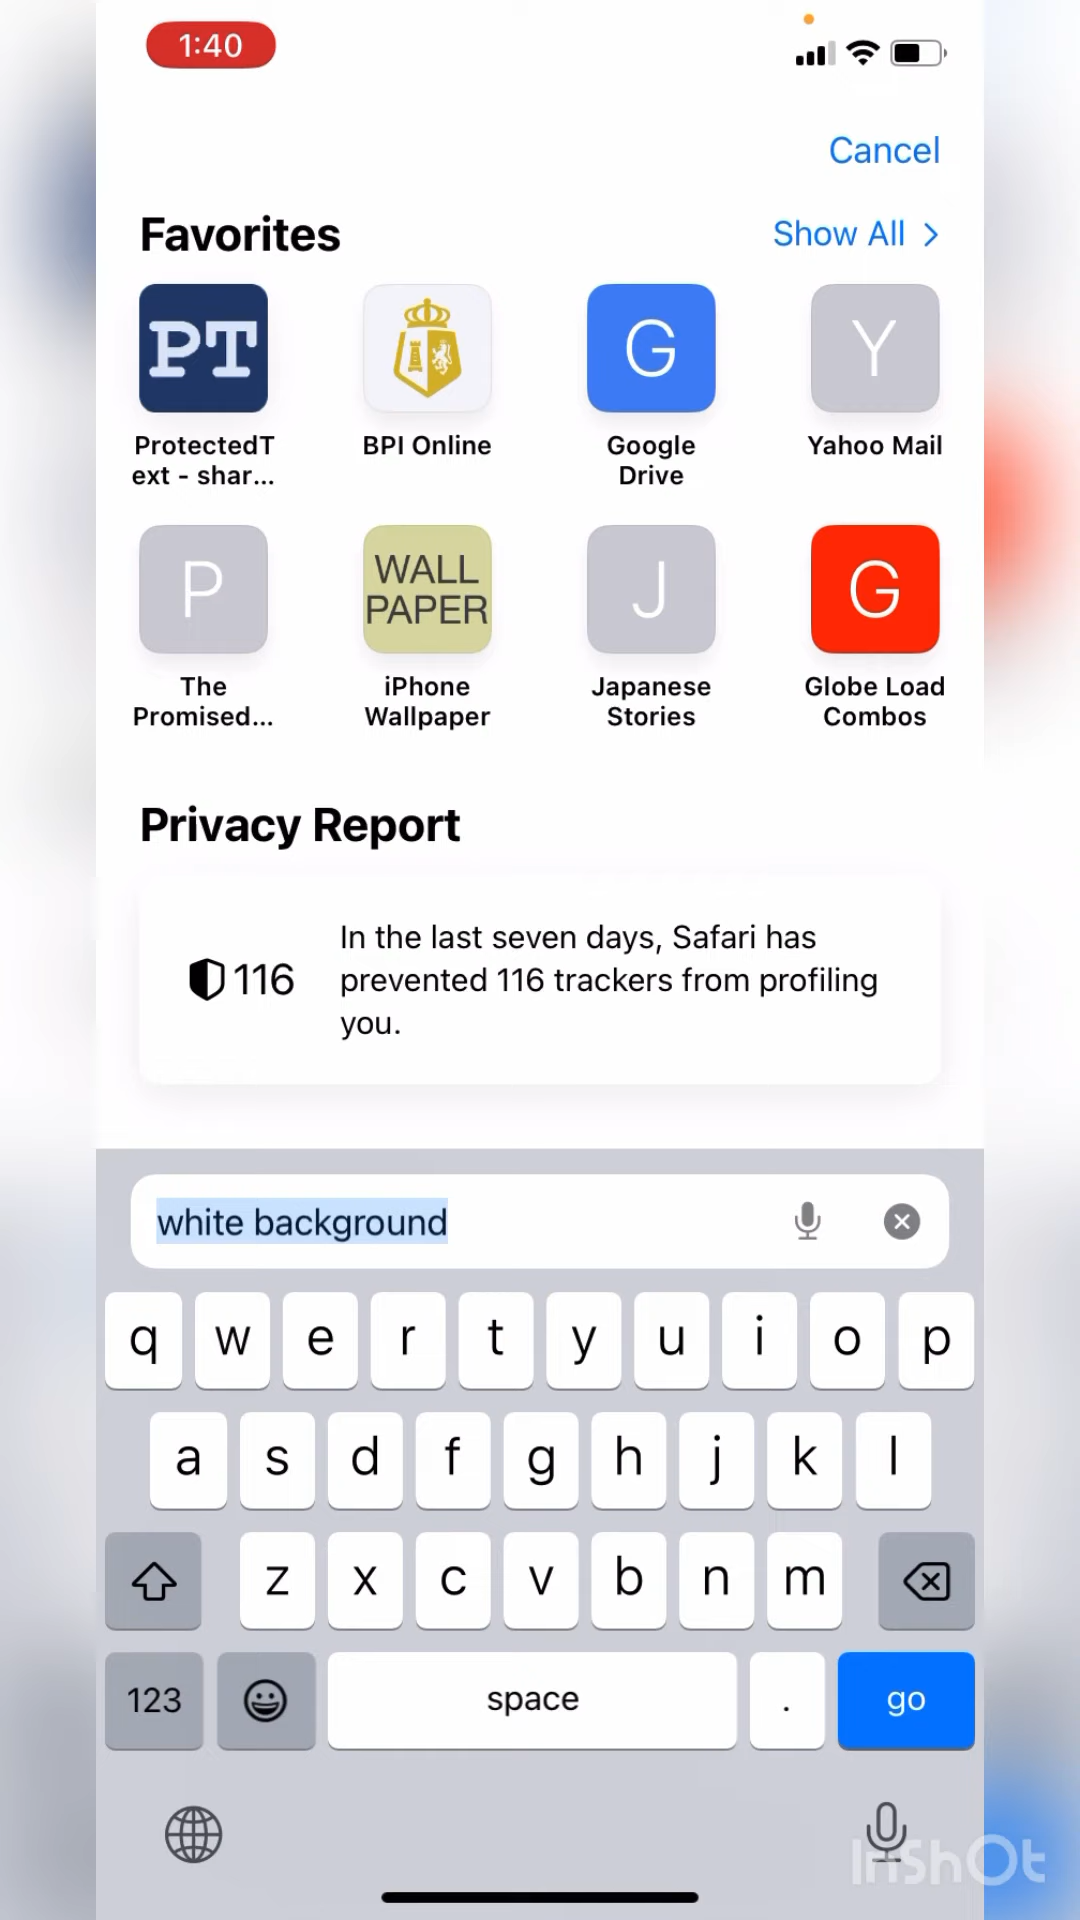 1:40
Cancel
Favorites
Show All
PT
G
Y
ProtectedT
ext - shar...
BPI Online
Google
Drive
Yahoo Mail
P
WALL
PAPER
J
G
The
Promised...
iPhone
Wallpaper
Japanese
Stories
Globe Load
Combos
Privacy Report
116
In the last seven days, Safari has
prevented 116 trackers from profiling
you.
white background
q w e r t y u i o p
a s d f g h j k l
z x c v b n m
123
space
.
go
InShOt